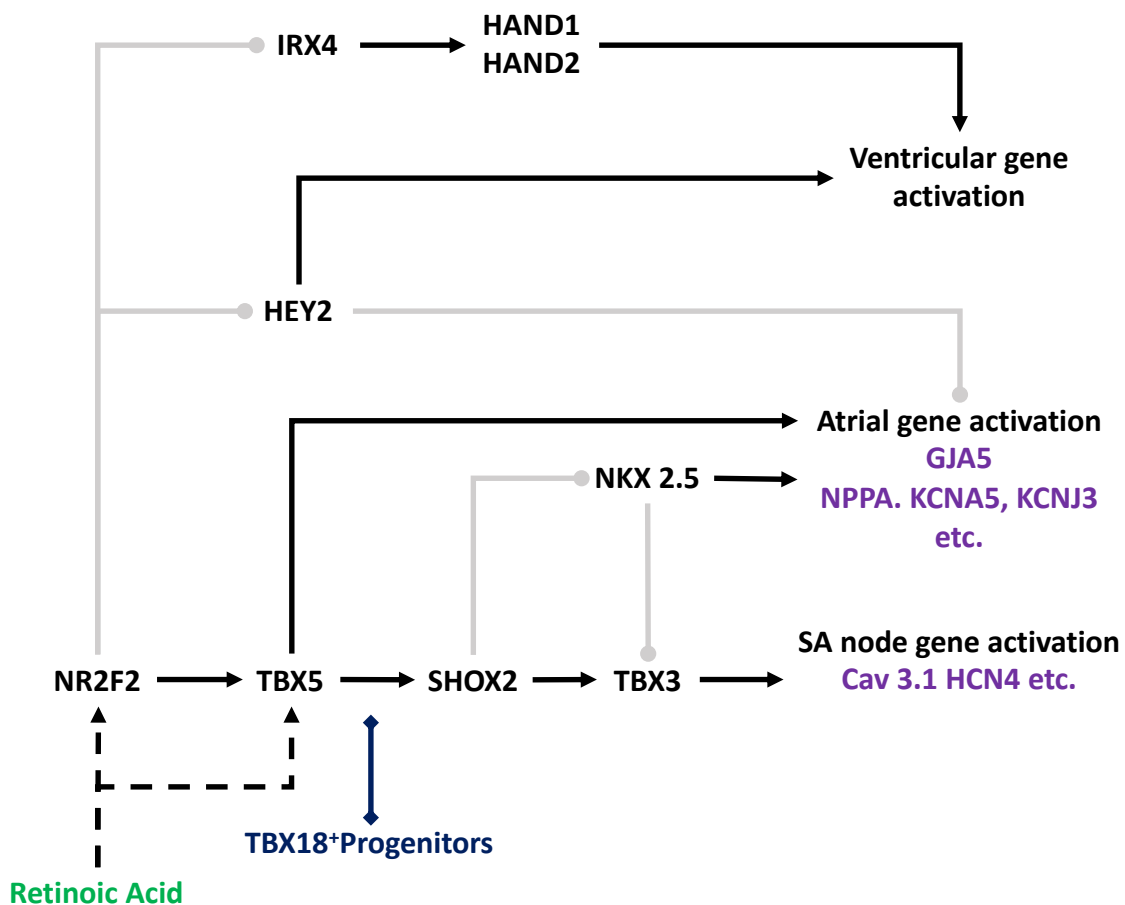 IRX4
HAND1
HAND2
Ventricular gene
activation
HEY2
Atrial gene activation
GJA5
NKX 2.5
NPPA. KCNA5, KCNJ3
etc.
SA node gene activation
NR2F2
TBX5
SHOX2
TBX3
Cav 3.1 HCN4 etc.
TBX18⁺Progenitors
Retinoic Acid